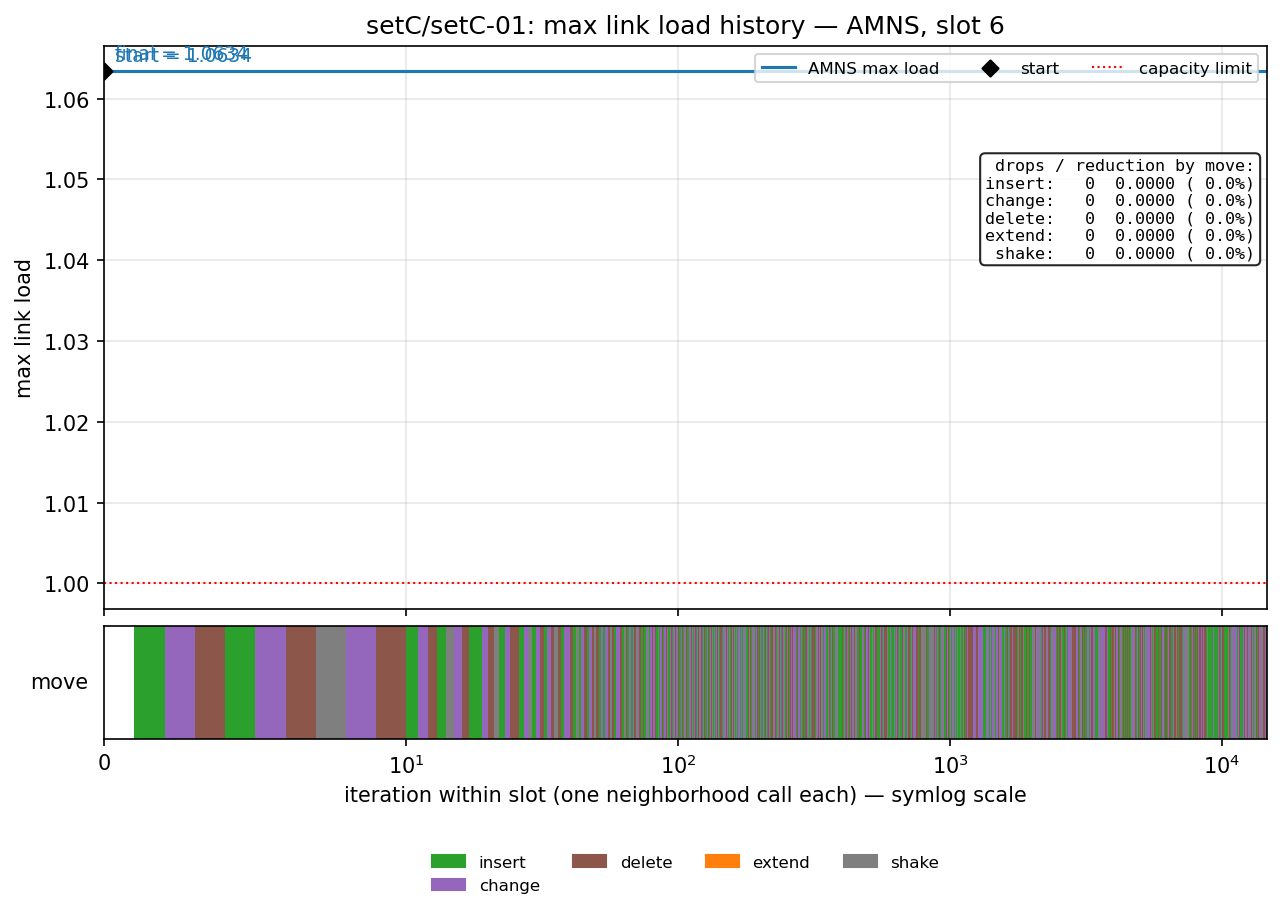 setC/setC-01: max link load history — AMNS, slot 6
final = 1.0634
start = 1.0634
AMNS max load
start
capacity limit
drops / reduction by move:
insert:   0  0.0000 ( 0.0%)
change:   0  0.0000 ( 0.0%)
delete:   0  0.0000 ( 0.0%)
extend:   0  0.0000 ( 0.0%)
shake:   0  0.0000 ( 0.0%)
max link load
1.06
1.05
1.04
1.03
1.02
1.01
1.00
move
0
10¹
10²
10³
10⁴
iteration within slot (one neighborhood call each) — symlog scale
insert
delete
extend
shake
change